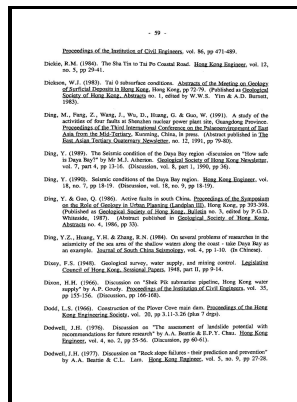 - 59 -
Proceedings of the Institution of Civil Engineers, vol. 86, pp 471-489.
Dickie, R.M. (1984). The Sha Tin to Tai Po Coastal Road. Hong Kong Engineer, vol. 12,
no. 5, pp 29-41.
Dickson, W.J. (1983). Tai 0 subsurface conditions. Abstracts of the Meeting on Geology
of Surficial Deposits in Hong Kong, Hong Kong, pp 72-79. (Published as Geological
Society of Hong Kong, Abstracts no. 1, edited by W.W.S. Yim & A.D. Burnett,
1983).
Ding, M., Fang, Z., Wang, J., Wu, D., Huang, G. & Guo, W. (1991). A study of the
activities of four faults at Shenzhen nuclear power plant site, Guangdong Province.
Proceedings of the Third International Conference on the Palaeoenvironment of East
Asia from the Mid-Tertiary, Kunming, China, in press. (Abstract published in The
East Asian Tertiary Quaternary Newsletter, no. 12, 1991, pp 79-80).
Ding, Y. (1989). The Seismic condition of the Daya Bay region -discussion on "How safe
is Daya Bay?" by Mr M.J. Atherton. Geological Society of Hong Kong Newsletter,
vol. 7, part 4, pp 13-16. (Discussion, vol. 8, part 1, 1990, pp 36).
Ding, Y. (1990). Seismic conditions of the Daya Bay region. Hong Kong Engineer, vol.
18, no. 7, pp 18-19. (Discussion, vol. 18, no. 9, pp 18-19).
Ding, Y. & Guo, Q. (1986). Active faults in south China. Proceedings of the Symposium
on the Role of Geology in Urban Planning (Landplan III), Hong Kong, pp 393-398.
(Published as Geological Society of Hong Kong, Bulletin no. 3, edited by P.G.D.
Whiteside, 1987). (Abstract published in Geological Society of Hong Kong,
Abstracts, no. 4, 1986, pp 33).
Ding, Y.Z., Huang, Y.H. & Zhang, R.N. (1984). On several problems of researches in the
seismicity of the sea area of the shallow waters along the coast - take Daya Bay as
an example. Journal of South China Seismology, vol. 4, pp 1-10. (In Chinese).
Dixey, F.S. (1948). Geological survey, water supply, and mining control. Legislative
Council of Hong Kong, Sessional Papers, 1948, part II, pp 9-14.
Dixon, H.H. (1966). Discussion on "Shek Pik submarine pipeline, Hong Kong water
supply" by A.P. Goudy. Proceedings of the Institution of Civil Engineers, vol. 35,
pp 155-156. (Discussion, pp 166-168).
Dodd, L.S. (1966). Construction of the Plover Cove main dam. Proceedings of the Hong
Kong Engineering Society, vol. 20, pp 3.11-3.26 (plus 7 drgs).
Dodwell, J.H. (1976). Discussion on "The assessment of landslide potential with
recommendations for future research" by A.A. Beattie & E.P.Y. Chau. Hong Kong
Engineer, vol. 4, no. 2, pp 55-56. (Discussion, pp 60-61).
Dodwell, J.H. (1977). Discussion on "Rock slope failures - their prediction and prevention"
by A.A. Beattie & C.L. Lam. Hong Kong Engineer, vol. 5, no. 9, pp 27-28.